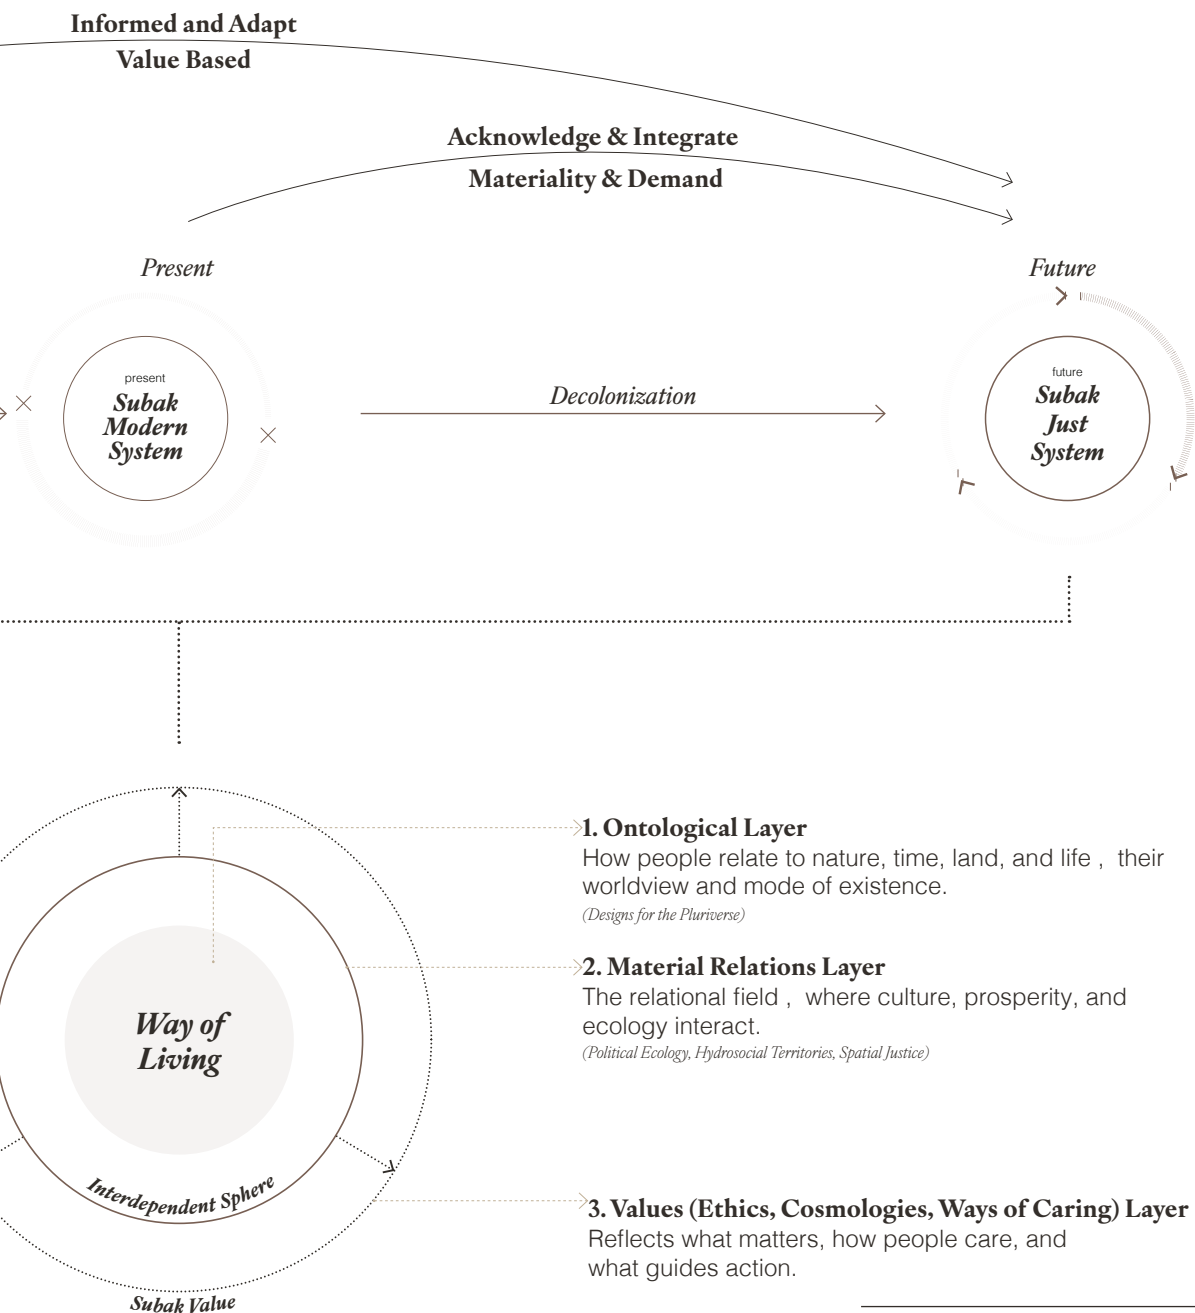 Informed and Adapt
Value Based
Acknowledge & Integrate
Materiality & Demand
Present
Future
present
Subak
Modern
System
Decolonization
future
Subak
Just
System
1. Ontological Layer
How people relate to nature, time, land, and life , their
worldview and mode of existence.
(Designs for the Pluriverse)
2. Material Relations Layer
The relational field , where culture, prosperity, and
ecology interact.
(Political Ecology, Hydrosocial Territories, Spatial Justice)
Way of
Living
Interdependent Sphere
3. Values (Ethics, Cosmologies, Ways of Caring) Layer
Reflects what matters, how people care, and
what guides action.
Subak Value